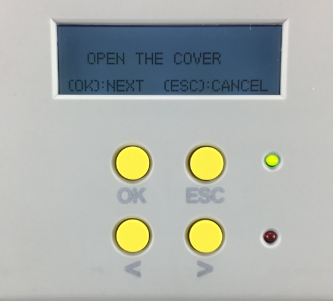 OPEN THE COVER
(OK):NEXT (ESC):CANCEL
OK ESC
< >